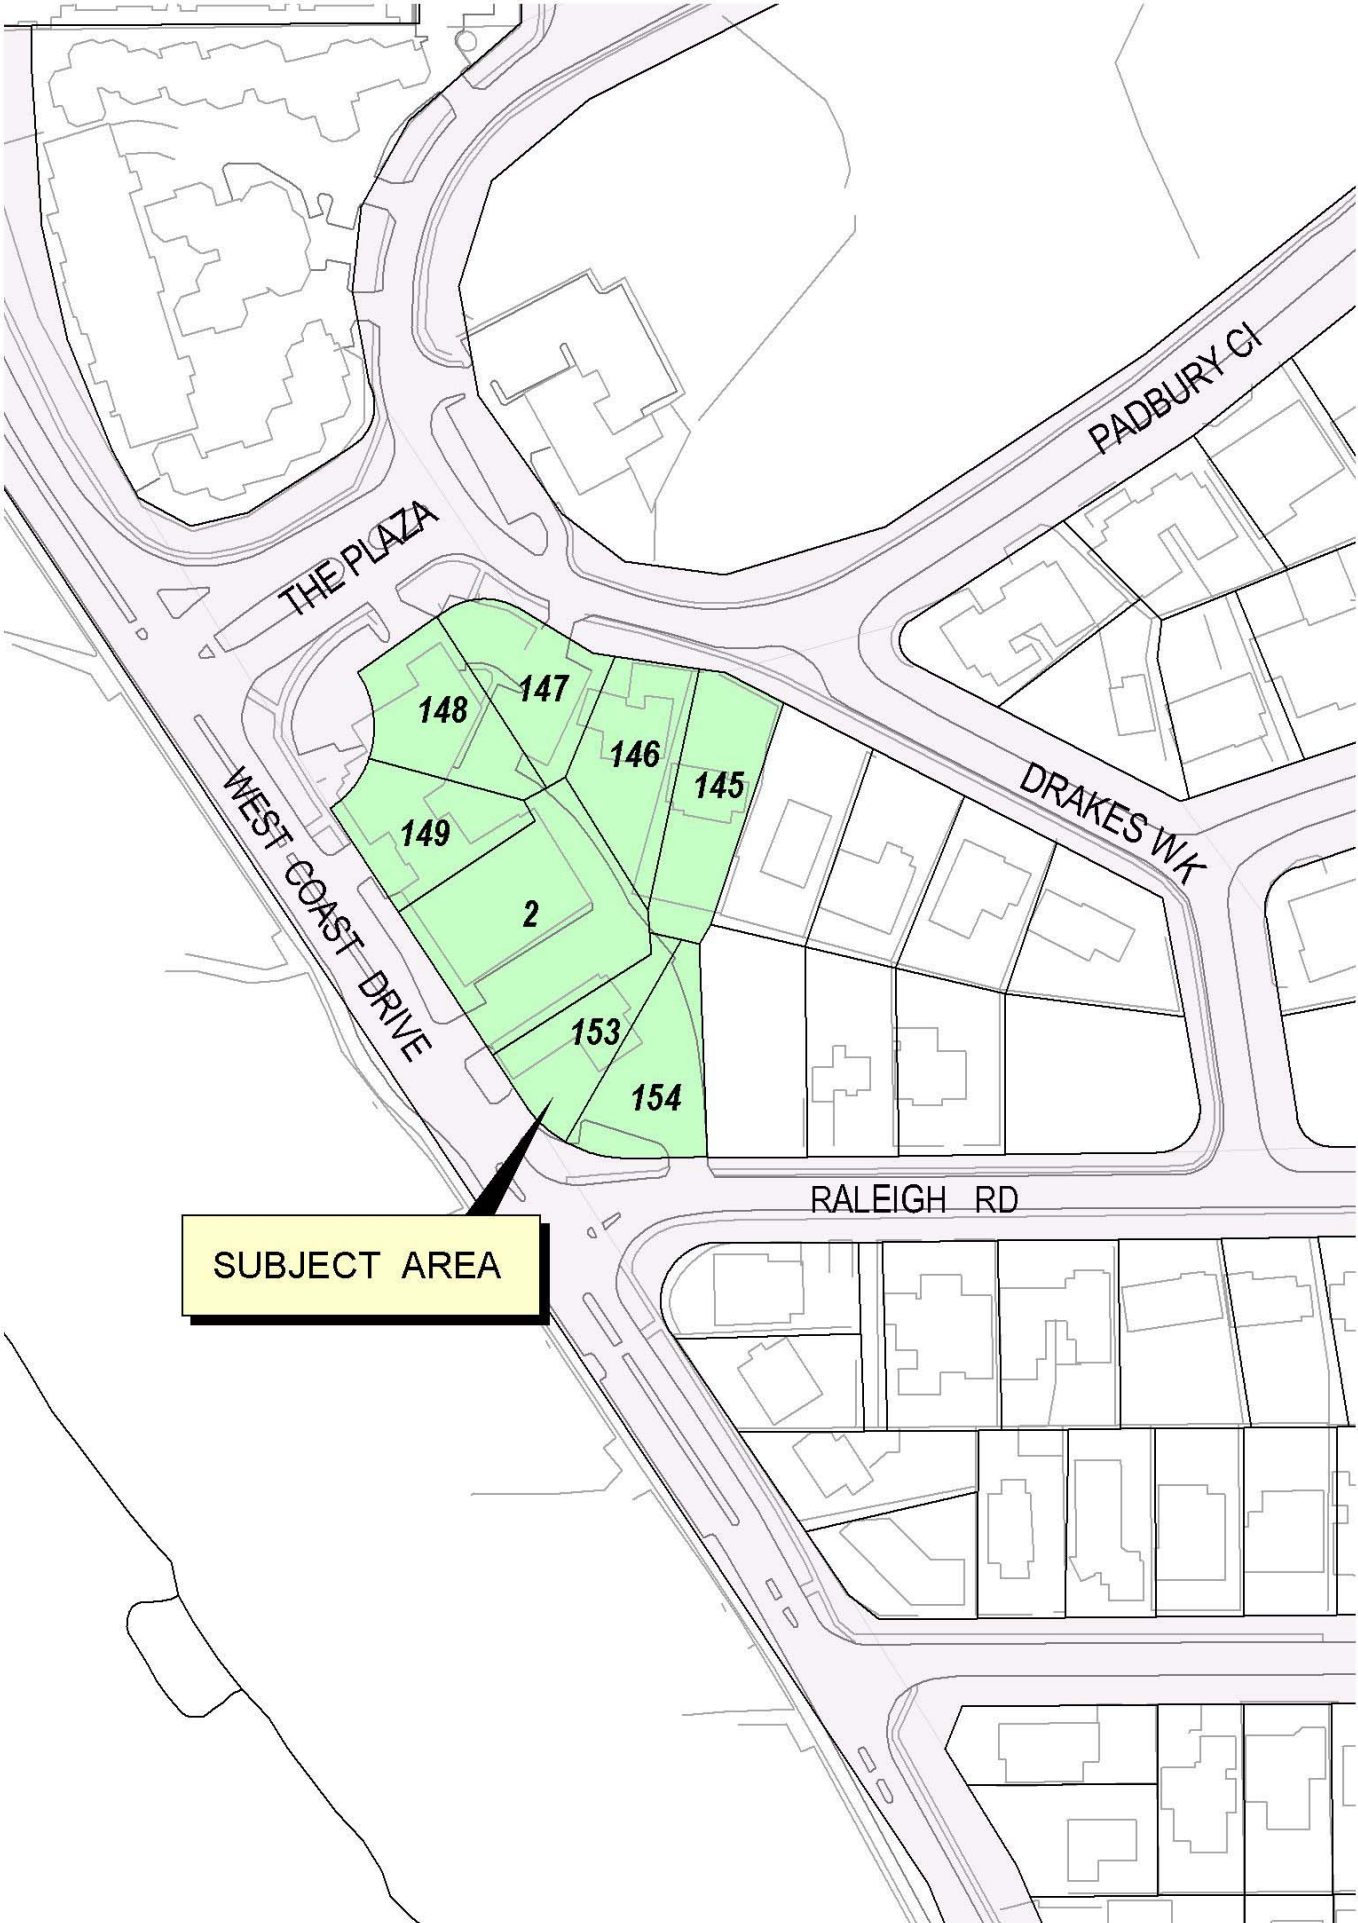 PADBURY CI
THE PLAZA
147
148
146
145
DRAKES WK
149
WEST COAST DRIVE
2
153
154
RALEIGH RD
SUBJECT AREA